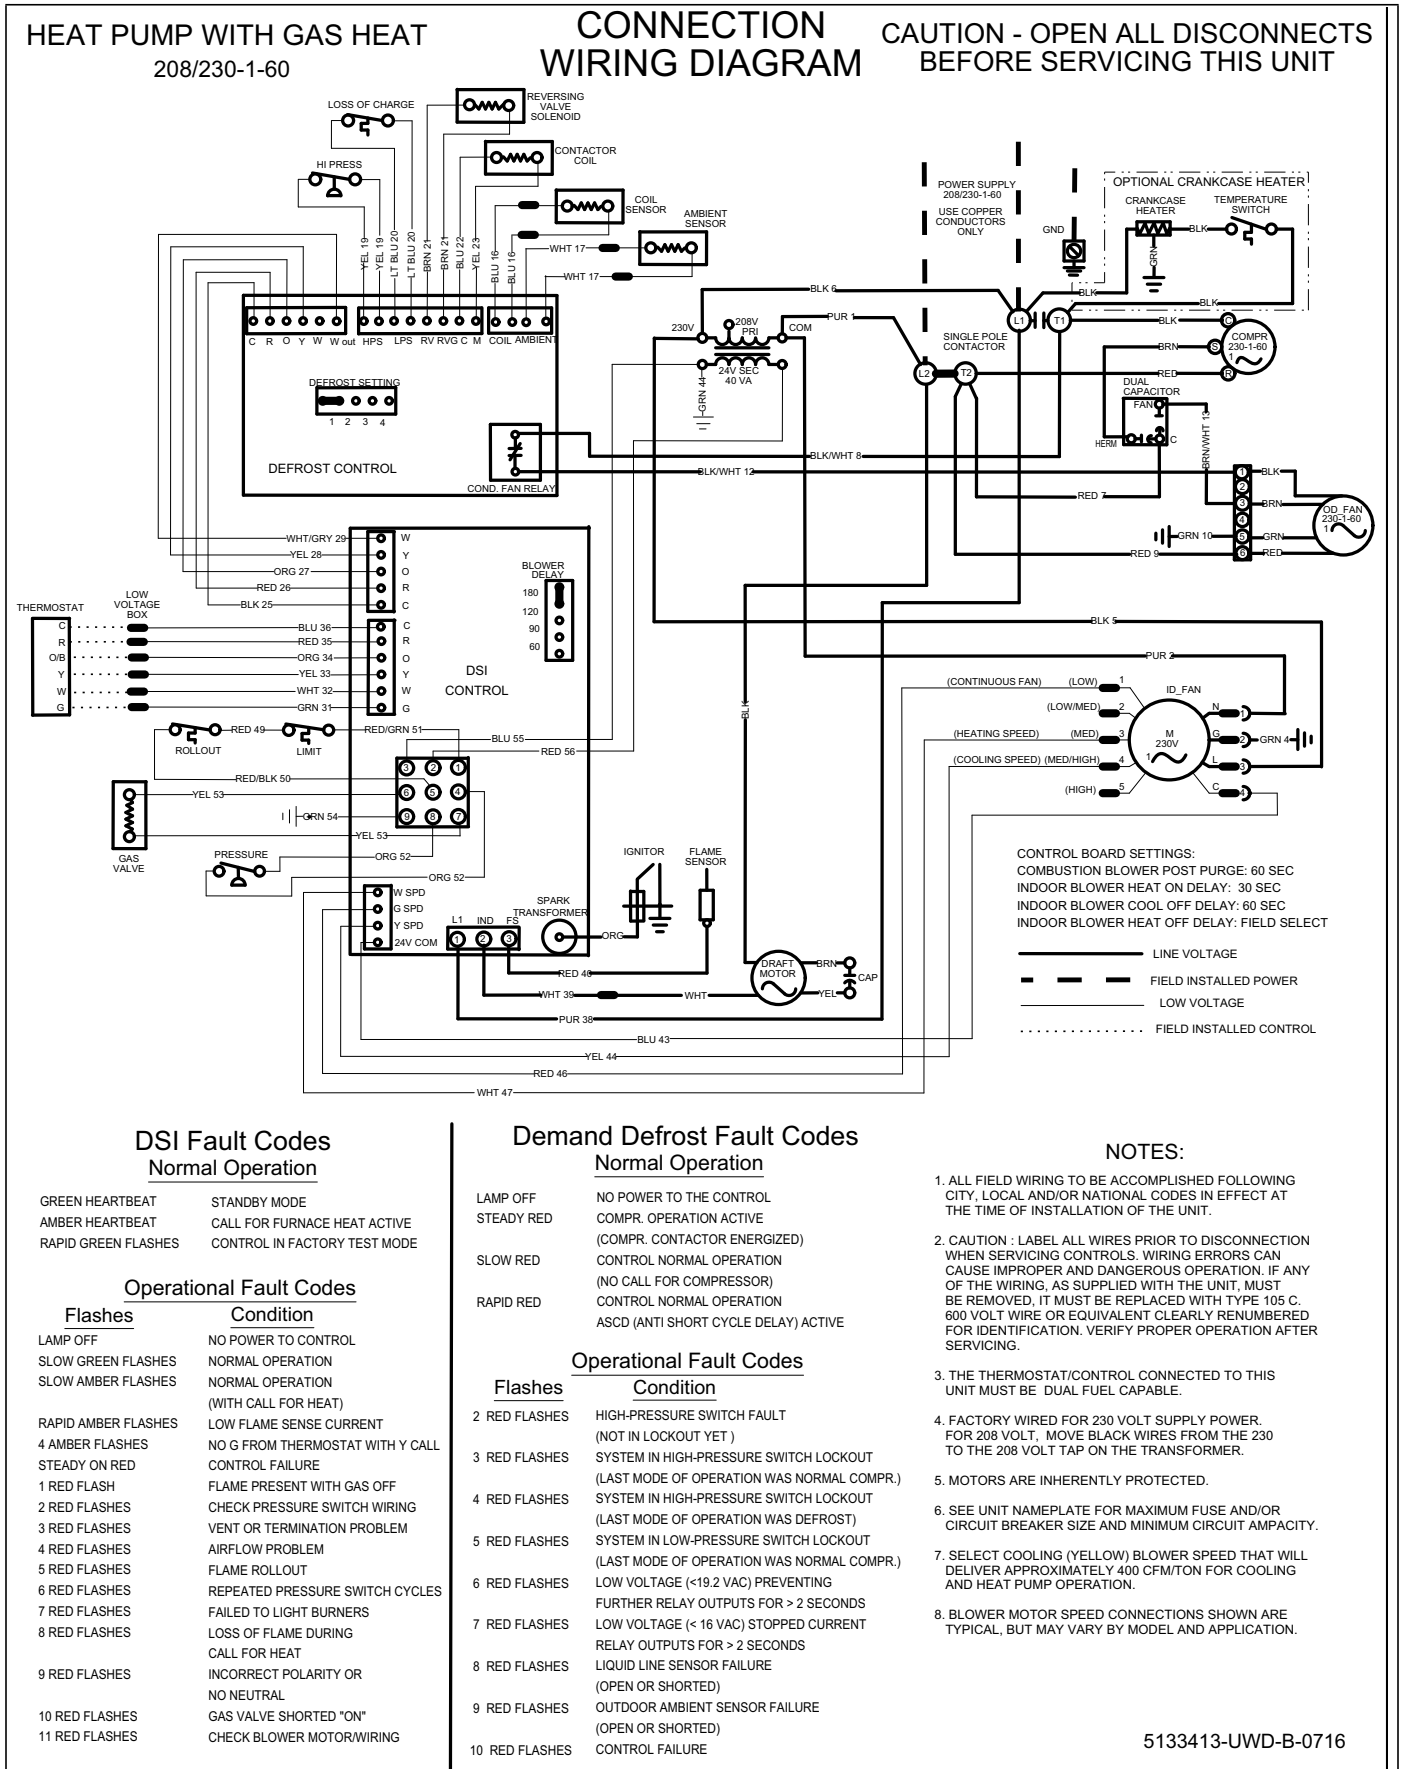 HEAT PUMP WITH GAS HEAT
208/230-1-60
CONNECTION
WIRING DIAGRAM
CAUTION - OPEN ALL DISCONNECTS
BEFORE SERVICING THIS UNIT
LOSS OF CHARGE
REVERSING
VALVE
SOLENOID
HI PRESS
CONTACTOR
COIL
COIL
SENSOR
AMBIENT
SENSOR
YEL 19
YEL 19
LT BLU 20
LT BLU 20
BRN 21
BRN 21
BLU 22
YEL 23
BLU 16
BLU 16
WHT 17
WHT 17
POWER SUPPLY
208/230-1-60
USE COPPER
CONDUCTORS
ONLY
GND
OPTIONAL CRANKCASE HEATER
CRANKCASE
HEATER
TEMPERATURE
SWITCH
BLK
GRN
BLK
BLK
BLK 6
PUR 1
230V
208V
PRI
COM
24V SEC
40 VA
GRN 44
SINGLE POLE
CONTACTOR
L1
T1
L2
T2
BLK
BRN
RED
C
S
R
COMPR
230-1-60
1
DUAL
CAPACITOR
FAN
HERM
C
BRN/WHT 13
C R O Y W W out HPS LPS RV RVG C M COIL AMBIENT
DEFROST SETTING
1 2 3 4
DEFROST CONTROL
COND. FAN RELAY
BLK/WHT 8
BLK/WHT 12
RED 7
RED 9
GRN 10
1
2
3
4
5
6
BLK
BRN
GRN
RED
OD_FAN
230-1-60
1
WHT/GRY 29
YEL 28
ORG 27
RED 26
BLK 25
W
Y
O
R
C
BLOWER
DELAY
180
120
90
60
THERMOSTAT
LOW
VOLTAGE
BOX
C
R
O/B
Y
W
G
BLU 36
RED 35
ORG 34
YEL 33
WHT 32
GRN 31
C
R
O
Y
W
G
DSI
CONTROL
BLK 5
PUR 2
BLK
ROLLOUT
RED 49
LIMIT
RED/GRN 51
BLU 55
RED 56
RED/BLK 50
YEL 53
GRN 54
YEL 53
ORG 52
ORG 52
3 2 1
6 5 4
9 8 7
GAS
VALVE
PRESSURE
(CONTINUOUS FAN) (LOW) 1
(LOW/MED) 2
(HEATING SPEED) (MED) 3
(COOLING SPEED) (MED/HIGH) 4
(HIGH) 5
ID_FAN
M
230V
1
N 1
G 2
L 3
C 4
GRN 4
W SPD
G SPD
Y SPD
24V COM
L1 IND FS
1 2 3
SPARK
TRANSFORMER
IGNITOR
FLAME
SENSOR
ORG
RED 40
WHT 39
WHT
PUR 38
BLU 43
YEL 44
RED 46
WHT 47
DRAFT
MOTOR
BRN
YEL
CAP
CONTROL BOARD SETTINGS:
COMBUSTION BLOWER POST PURGE: 60 SEC
INDOOR BLOWER HEAT ON DELAY: 30 SEC
INDOOR BLOWER COOL OFF DELAY: 60 SEC
INDOOR BLOWER HEAT OFF DELAY: FIELD SELECT
LINE VOLTAGE
FIELD INSTALLED POWER
LOW VOLTAGE
FIELD INSTALLED CONTROL
DSI Fault Codes
Normal Operation
GREEN HEARTBEAT STANDBY MODE
AMBER HEARTBEAT CALL FOR FURNACE HEAT ACTIVE
RAPID GREEN FLASHES CONTROL IN FACTORY TEST MODE
Operational Fault Codes
Flashes Condition
LAMP OFF NO POWER TO CONTROL
SLOW GREEN FLASHES NORMAL OPERATION
SLOW AMBER FLASHES NORMAL OPERATION
(WITH CALL FOR HEAT)
RAPID AMBER FLASHES LOW FLAME SENSE CURRENT
4 AMBER FLASHES NO G FROM THERMOSTAT WITH Y CALL
STEADY ON RED CONTROL FAILURE
1 RED FLASH FLAME PRESENT WITH GAS OFF
2 RED FLASHES CHECK PRESSURE SWITCH WIRING
3 RED FLASHES VENT OR TERMINATION PROBLEM
4 RED FLASHES AIRFLOW PROBLEM
5 RED FLASHES FLAME ROLLOUT
6 RED FLASHES REPEATED PRESSURE SWITCH CYCLES
7 RED FLASHES FAILED TO LIGHT BURNERS
8 RED FLASHES LOSS OF FLAME DURING
CALL FOR HEAT
9 RED FLASHES INCORRECT POLARITY OR
NO NEUTRAL
10 RED FLASHES GAS VALVE SHORTED "ON"
11 RED FLASHES CHECK BLOWER MOTOR/WIRING
Demand Defrost Fault Codes
Normal Operation
LAMP OFF NO POWER TO THE CONTROL
STEADY RED COMPR. OPERATION ACTIVE
(COMPR. CONTACTOR ENERGIZED)
SLOW RED CONTROL NORMAL OPERATION
(NO CALL FOR COMPRESSOR)
RAPID RED CONTROL NORMAL OPERATION
ASCD (ANTI SHORT CYCLE DELAY) ACTIVE
Operational Fault Codes
Flashes Condition
2 RED FLASHES HIGH-PRESSURE SWITCH FAULT
(NOT IN LOCKOUT YET )
3 RED FLASHES SYSTEM IN HIGH-PRESSURE SWITCH LOCKOUT
(LAST MODE OF OPERATION WAS NORMAL COMPR.)
4 RED FLASHES SYSTEM IN HIGH-PRESSURE SWITCH LOCKOUT
(LAST MODE OF OPERATION WAS DEFROST)
5 RED FLASHES SYSTEM IN LOW-PRESSURE SWITCH LOCKOUT
(LAST MODE OF OPERATION WAS NORMAL COMPR.)
6 RED FLASHES LOW VOLTAGE (<19.2 VAC) PREVENTING
FURTHER RELAY OUTPUTS FOR > 2 SECONDS
7 RED FLASHES LOW VOLTAGE (< 16 VAC) STOPPED CURRENT
RELAY OUTPUTS FOR > 2 SECONDS
8 RED FLASHES LIQUID LINE SENSOR FAILURE
(OPEN OR SHORTED)
9 RED FLASHES OUTDOOR AMBIENT SENSOR FAILURE
(OPEN OR SHORTED)
10 RED FLASHES CONTROL FAILURE
NOTES:
1. ALL FIELD WIRING TO BE ACCOMPLISHED FOLLOWING
CITY, LOCAL AND/OR NATIONAL CODES IN EFFECT AT
THE TIME OF INSTALLATION OF THE UNIT.
2. CAUTION : LABEL ALL WIRES PRIOR TO DISCONNECTION
WHEN SERVICING CONTROLS. WIRING ERRORS CAN
CAUSE IMPROPER AND DANGEROUS OPERATION. IF ANY
OF THE WIRING, AS SUPPLIED WITH THE UNIT, MUST
BE REMOVED, IT MUST BE REPLACED WITH TYPE 105 C.
600 VOLT WIRE OR EQUIVALENT CLEARLY RENUMBERED
FOR IDENTIFICATION. VERIFY PROPER OPERATION AFTER
SERVICING.
3. THE THERMOSTAT/CONTROL CONNECTED TO THIS
UNIT MUST BE DUAL FUEL CAPABLE.
4. FACTORY WIRED FOR 230 VOLT SUPPLY POWER.
FOR 208 VOLT, MOVE BLACK WIRES FROM THE 230
TO THE 208 VOLT TAP ON THE TRANSFORMER.
5. MOTORS ARE INHERENTLY PROTECTED.
6. SEE UNIT NAMEPLATE FOR MAXIMUM FUSE AND/OR
CIRCUIT BREAKER SIZE AND MINIMUM CIRCUIT AMPACITY.
7. SELECT COOLING (YELLOW) BLOWER SPEED THAT WILL
DELIVER APPROXIMATELY 400 CFM/TON FOR COOLING
AND HEAT PUMP OPERATION.
8. BLOWER MOTOR SPEED CONNECTIONS SHOWN ARE
TYPICAL, BUT MAY VARY BY MODEL AND APPLICATION.
5133413-UWD-B-0716